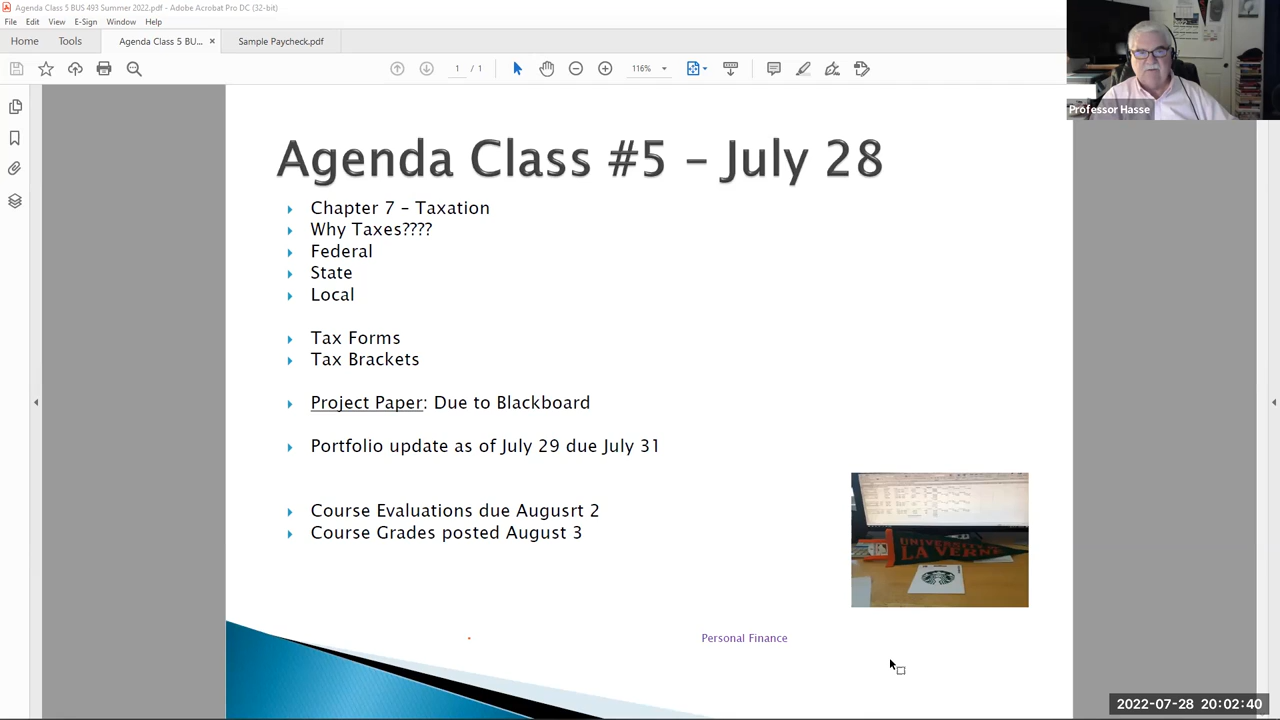 Agenda Class 5 BUS 493 Summer 2022.pdf - Adobe Acrobat Pro DC (32-bit)
File Edit View E-Sign Window Help
Home Tools Agenda Class 5 BU... × Sample Paycheck.pdf
1 / 1 116%
Professor Hasse
Agenda Class #5 – July 28
Chapter 7 – Taxation
Why Taxes????
Federal
State
Local
Tax Forms
Tax Brackets
Project Paper: Due to Blackboard
Portfolio update as of July 29 due July 31
Course Evaluations due Augusrt 2
Course Grades posted August 3
UNIVERSITY OF
LA VERNE
Personal Finance
2022-07-28 20:02:40